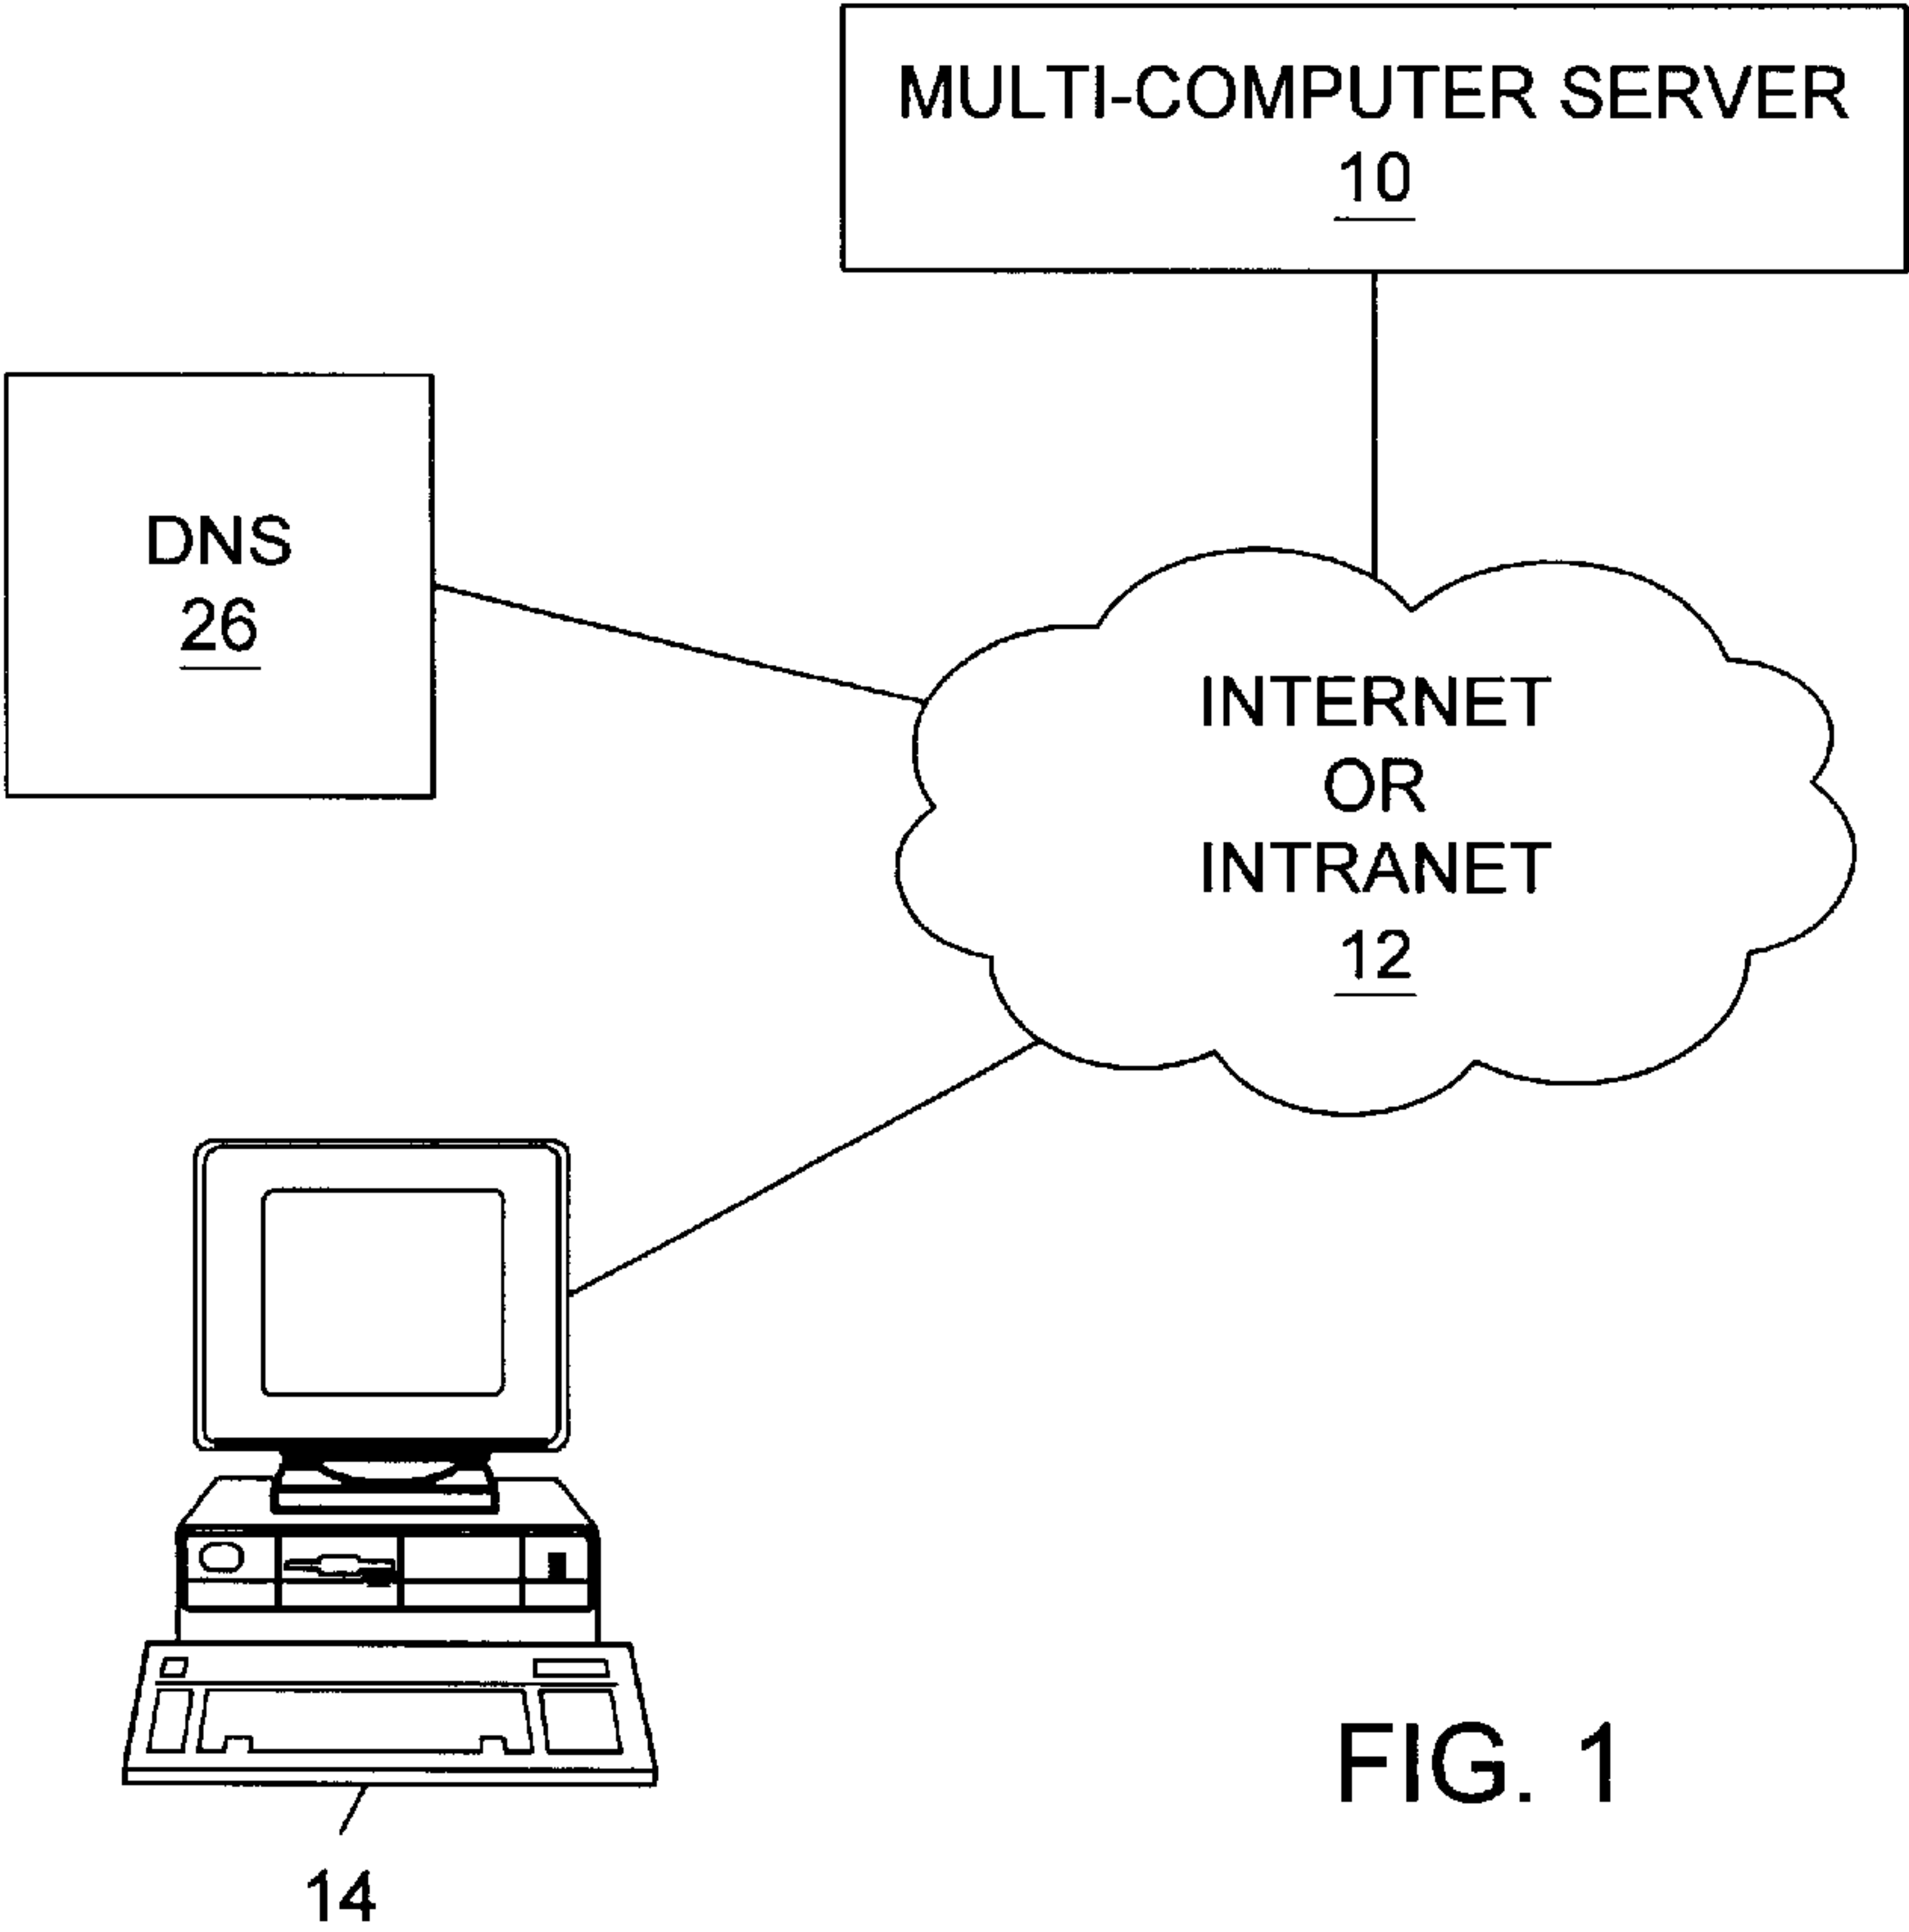 MULTI-COMPUTER SERVER
10
DNS
26
INTERNET
OR
INTRANET
12
14
FIG. 1